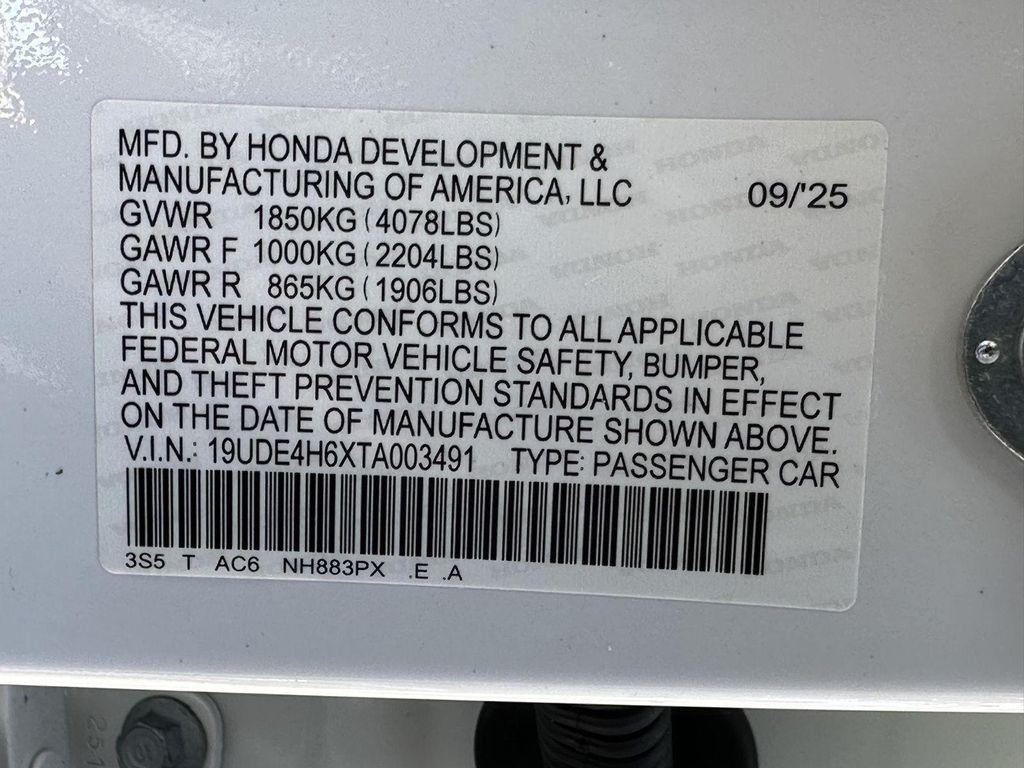 MFD. BY HONDA DEVELOPMENT &
MANUFACTURING OF AMERICA, LLC 09/'25
GVWR 1850KG (4078LBS)
GAWR F 1000KG (2204LBS)
GAWR R 865KG (1906LBS)
THIS VEHICLE CONFORMS TO ALL APPLICABLE
FEDERAL MOTOR VEHICLE SAFETY, BUMPER,
AND THEFT PREVENTION STANDARDS IN EFFECT
ON THE DATE OF MANUFACTURE SHOWN ABOVE.
V.I.N.: 19UDE4H6XTA003491 TYPE: PASSENGER CAR
3S5 T AC6 NH883PX .E .A